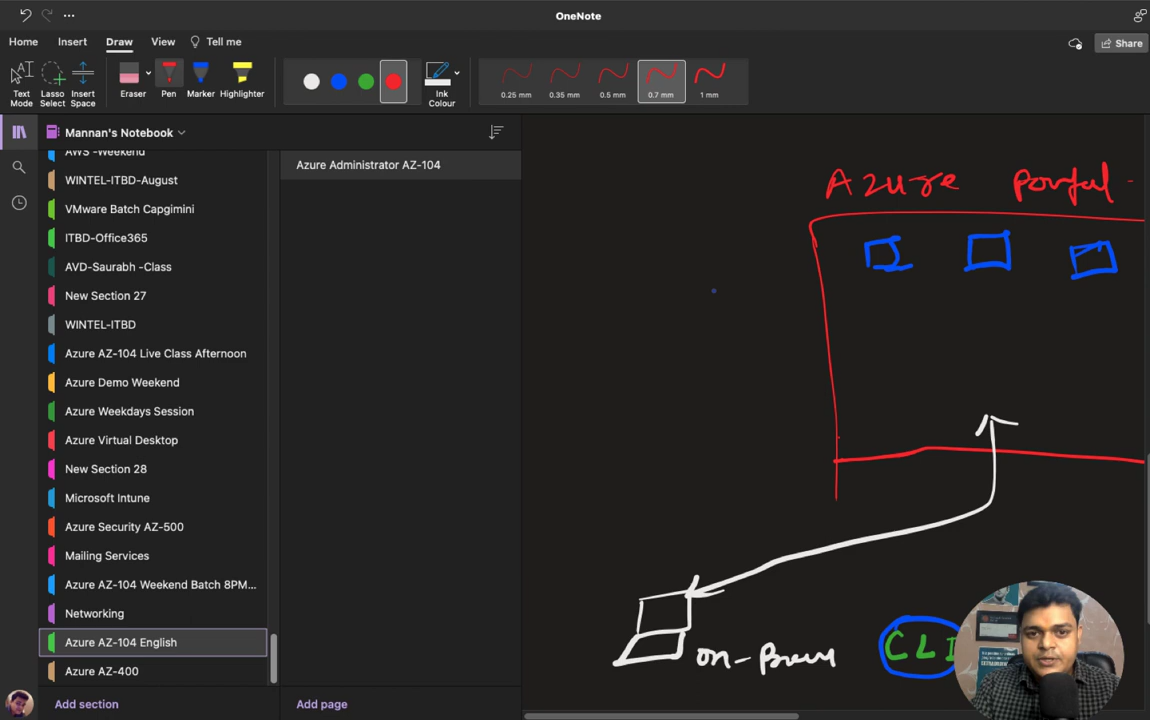 OneNote
Home Insert Draw View Tell me
Share
Text Mode
Lasso Select
Insert Space
Eraser
Pen
Marker
Highlighter
Ink Colour
0.25 mm
0.35 mm
0.5 mm
0.7 mm
1 mm
Mannan's Notebook
AWS -Weekend
WINTEL-ITBD-August
VMware Batch Capgimini
ITBD-Office365
AVD-Saurabh -Class
New Section 27
WINTEL-ITBD
Azure AZ-104 Live Class Afternoon
Azure Demo Weekend
Azure Weekdays Session
Azure Virtual Desktop
New Section 28
Microsoft Intune
Azure Security AZ-500
Mailing Services
Azure AZ-104 Weekend Batch 8PM...
Networking
Azure AZ-104 English
Azure AZ-400
Add section
Azure Administrator AZ-104
Add page
Azure portal -
on-Prem
CLI